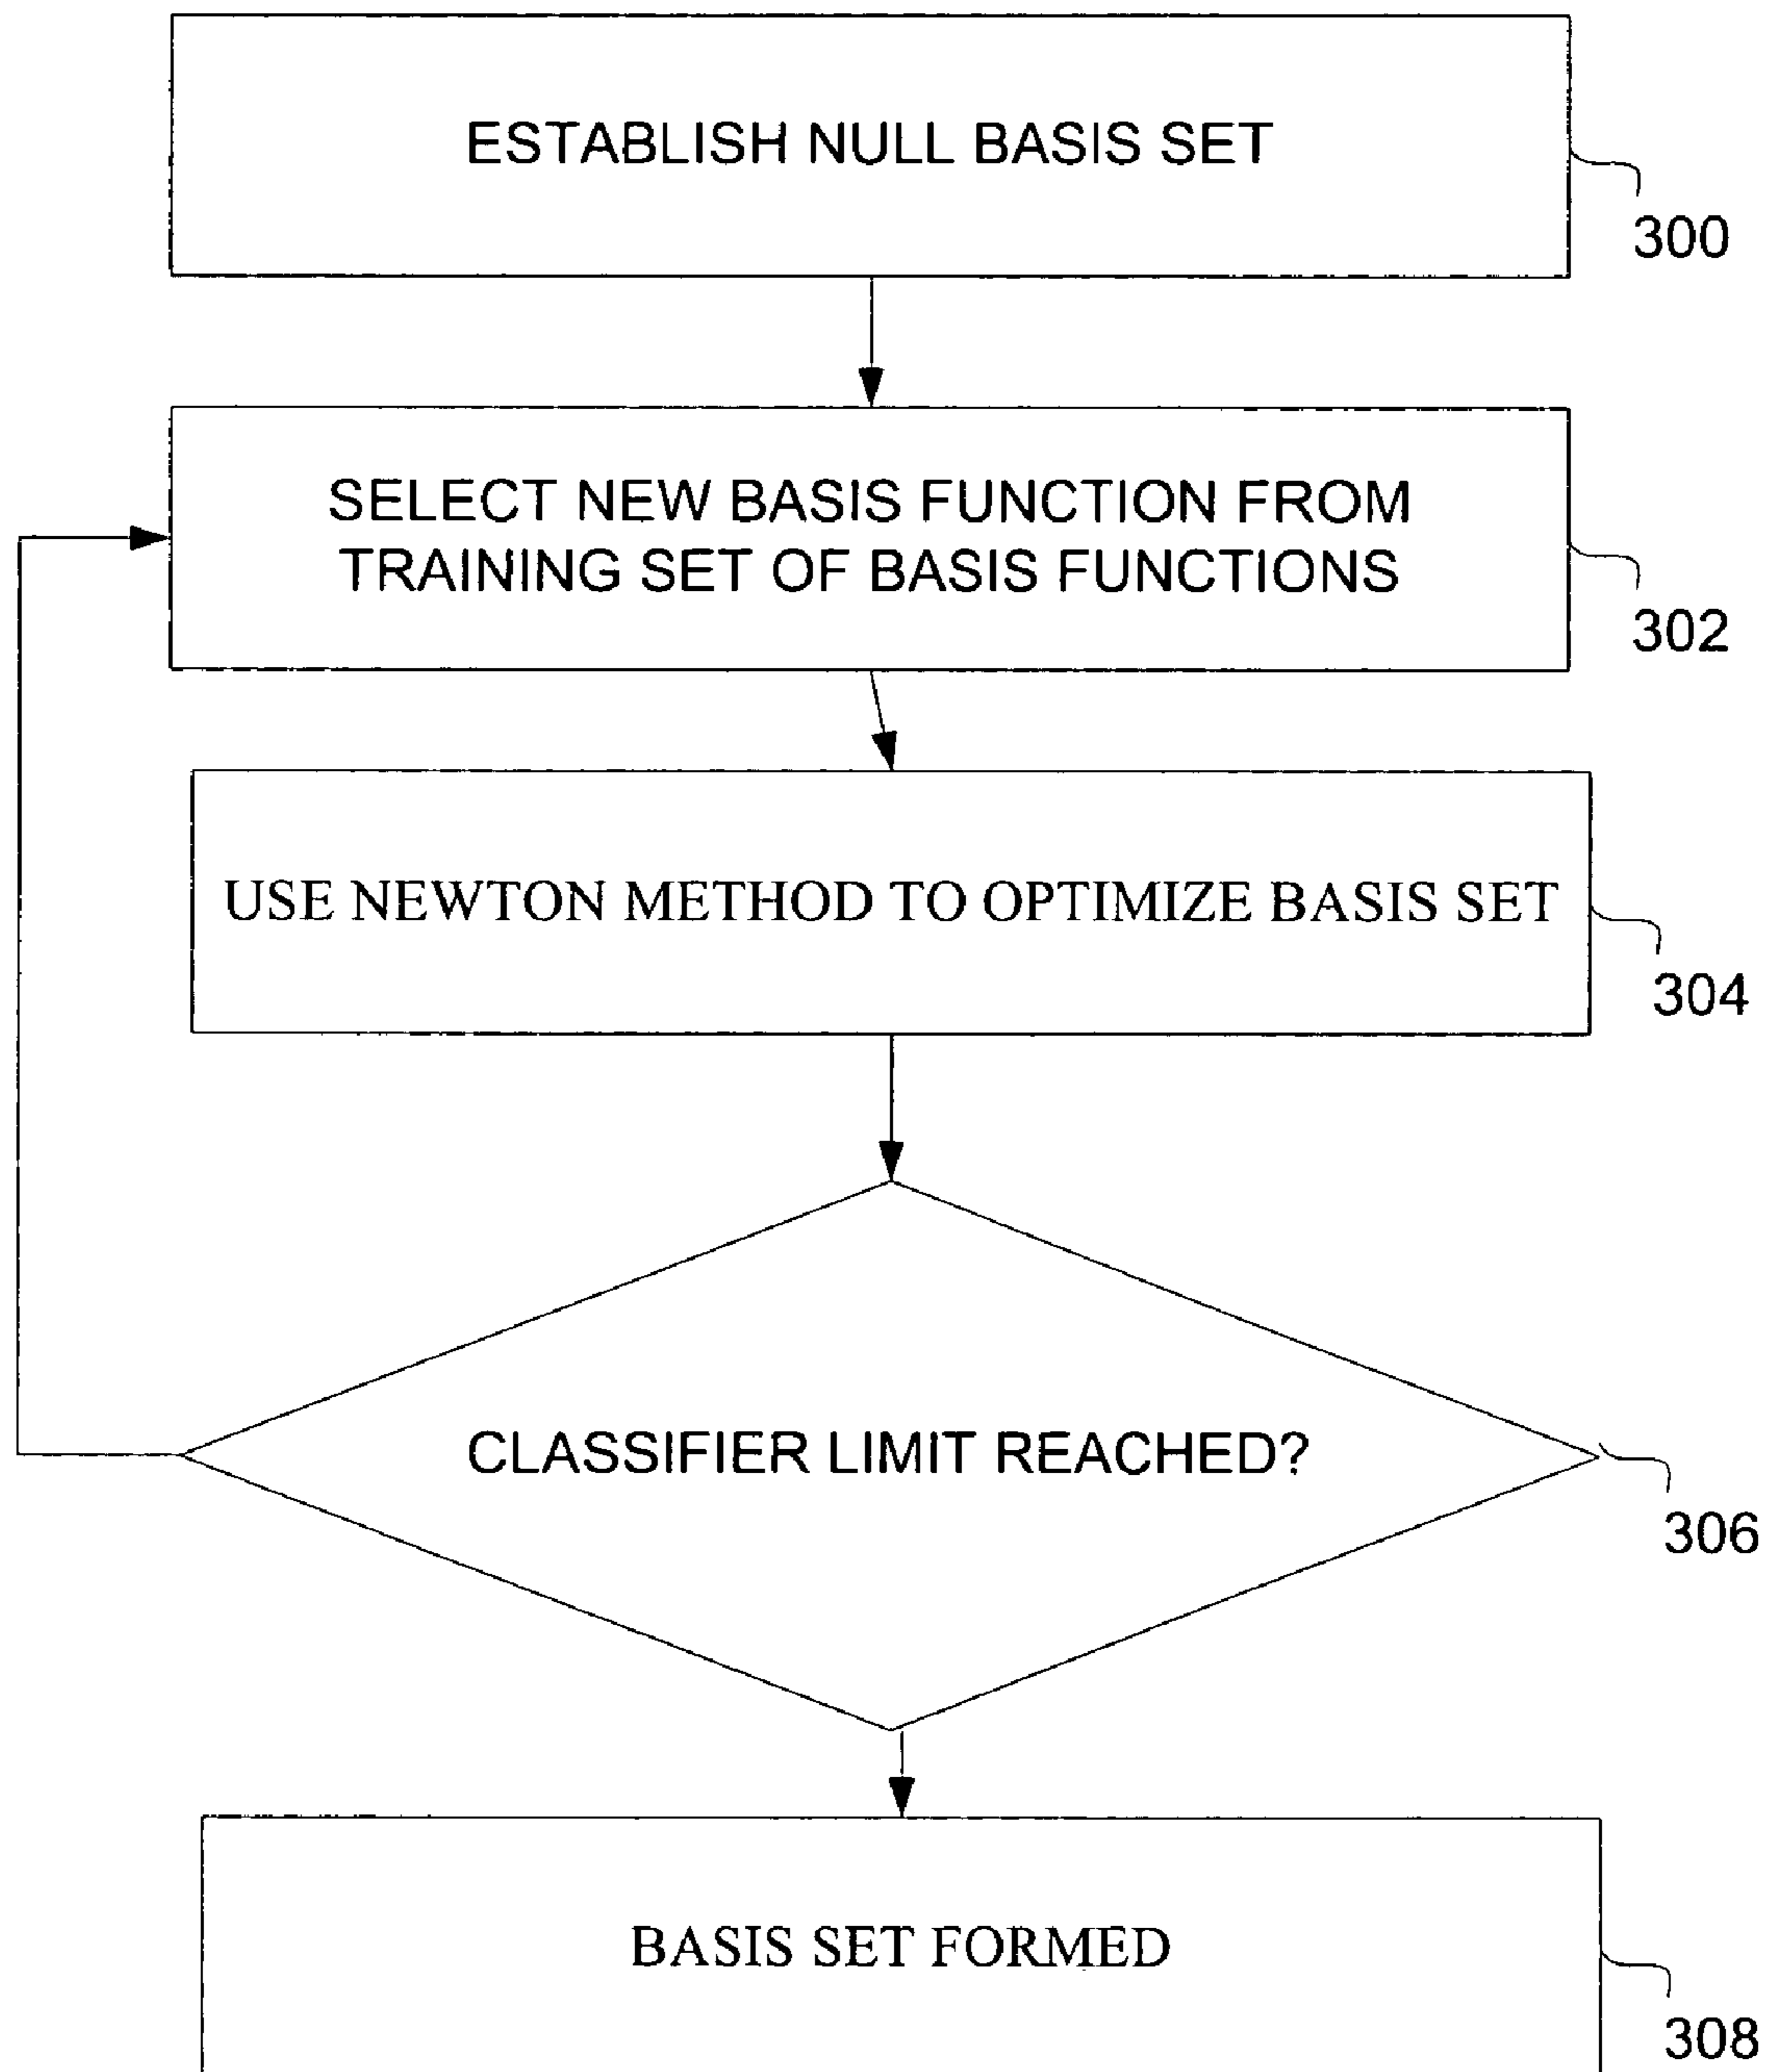 ESTABLISH NULL BASIS SET
300
SELECT NEW BASIS FUNCTION FROM
TRAINING SET OF BASIS FUNCTIONS
302
USE NEWTON METHOD TO OPTIMIZE BASIS SET
304
CLASSIFIER LIMIT REACHED?
306
BASIS SET FORMED
308